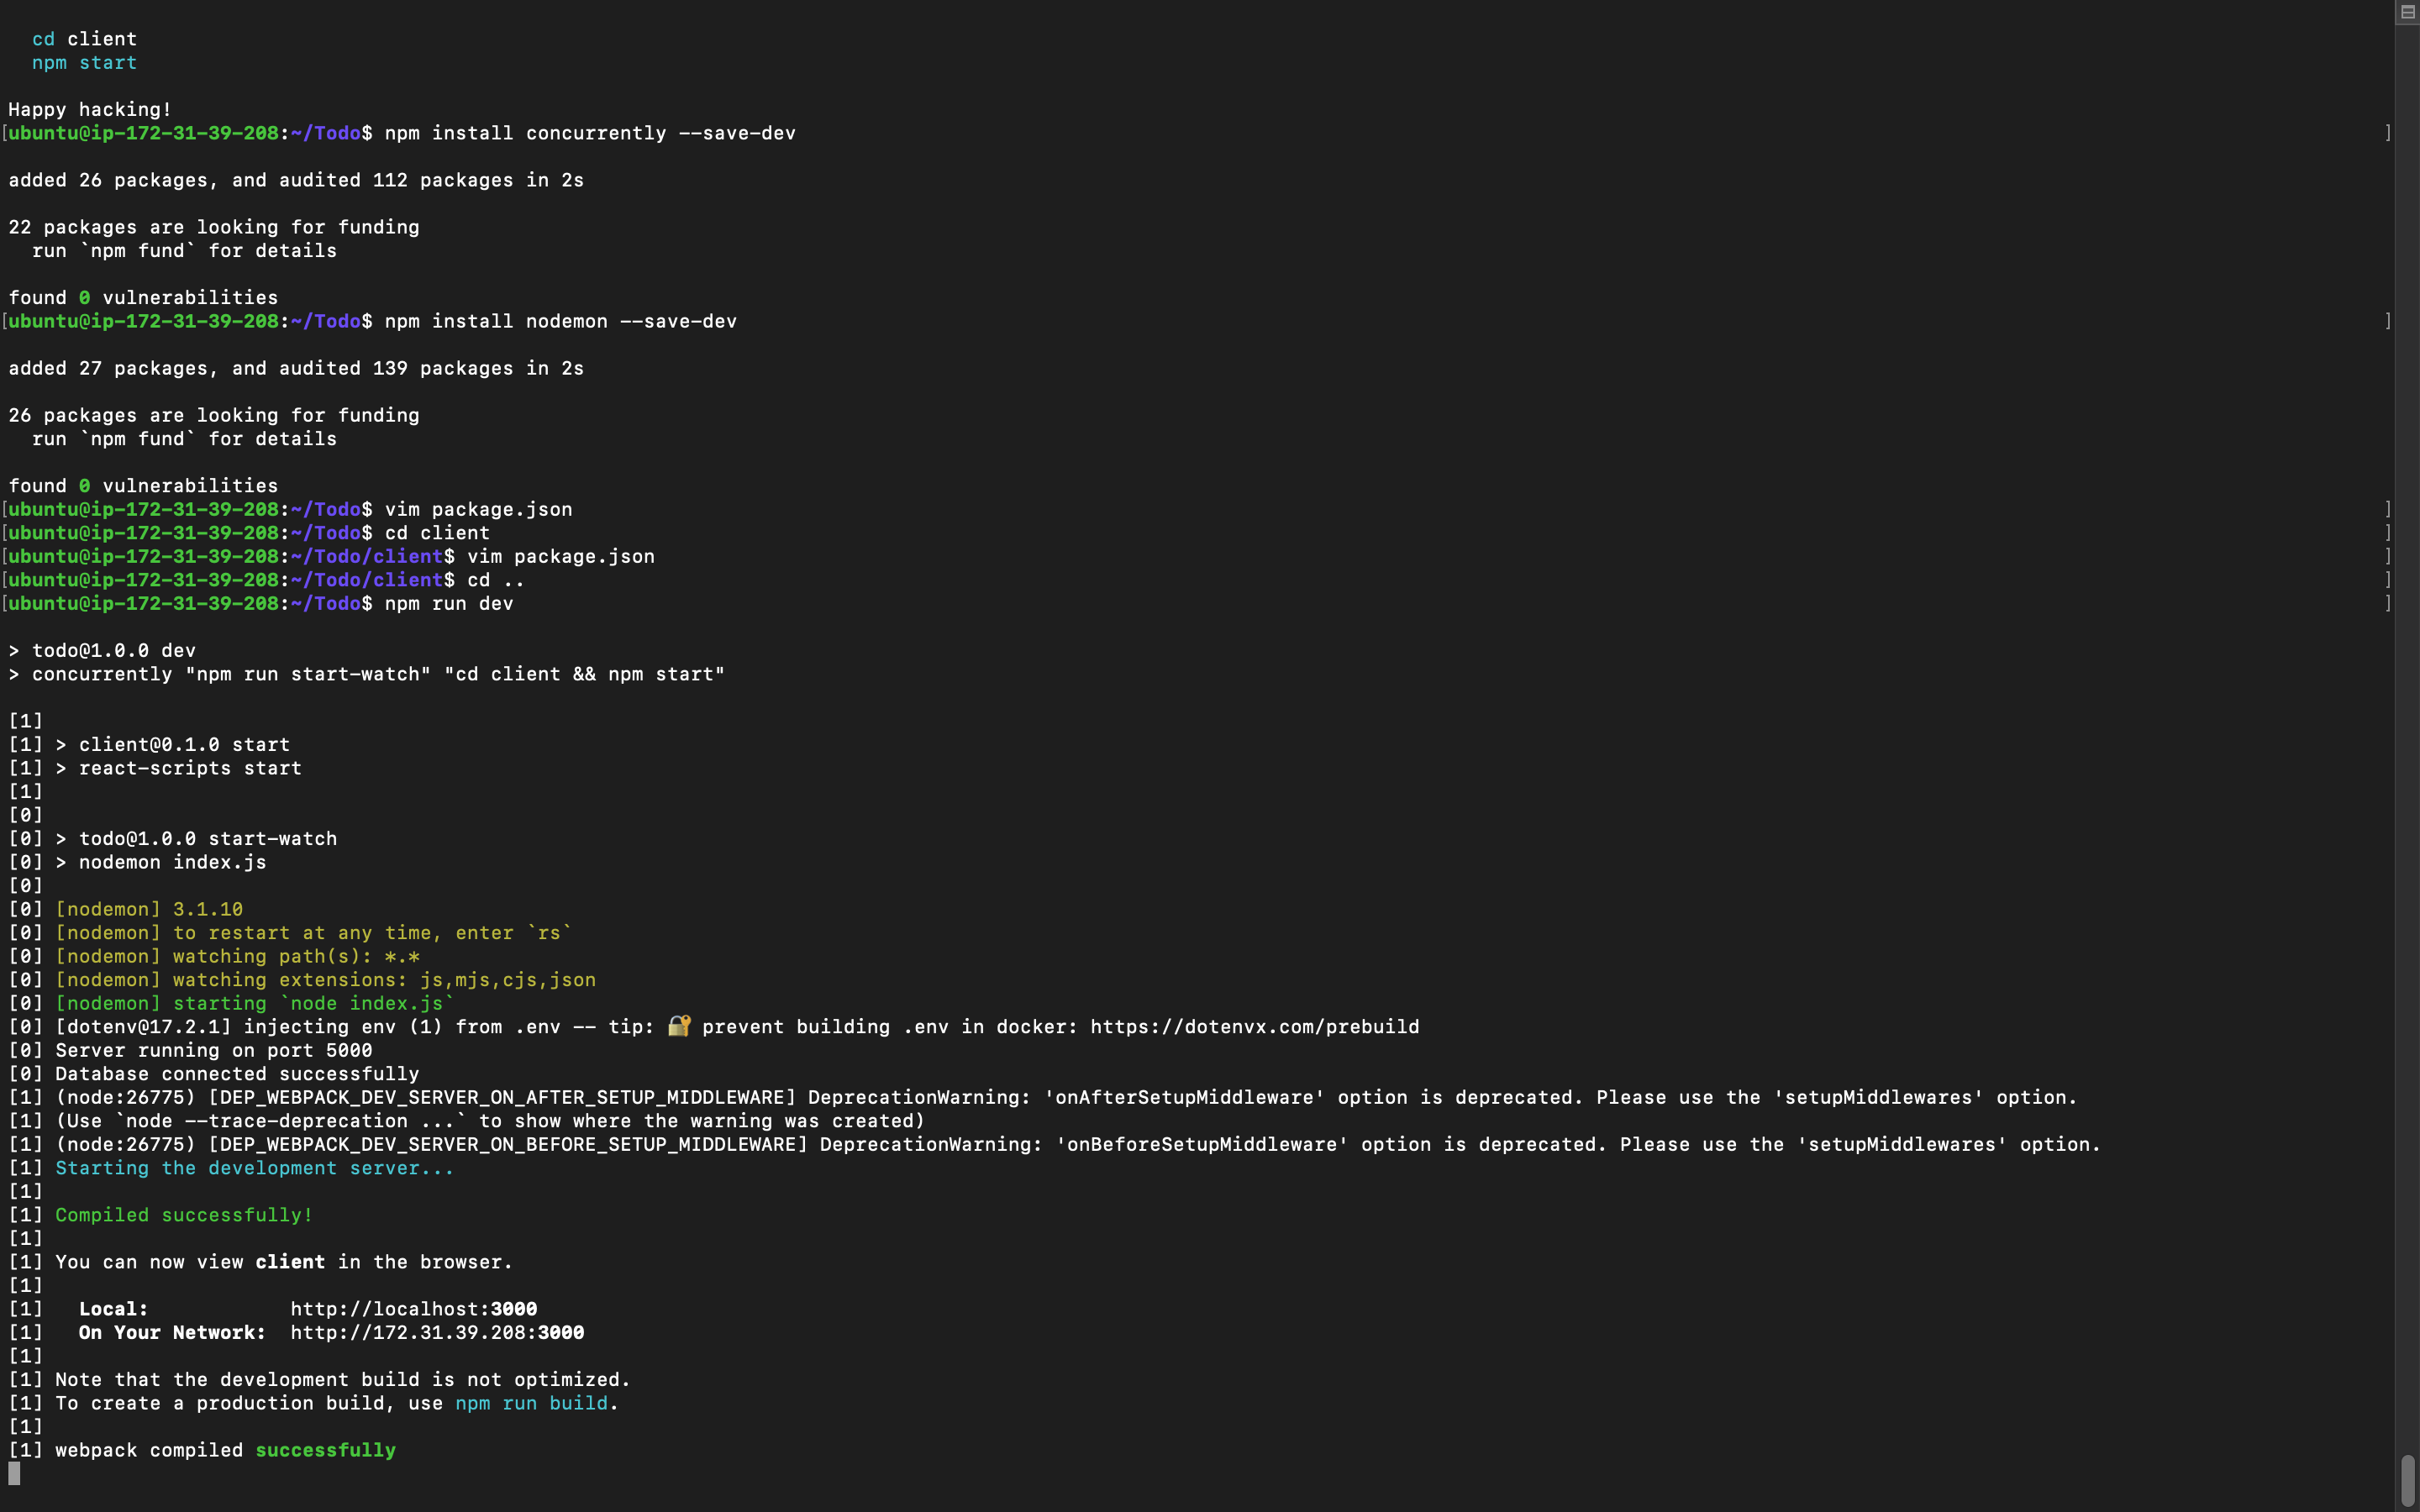 cd client
npm start
Happy hacking!
[ubuntu@ip-172-31-39-208:~/Todo$ npm install concurrently --save-dev ]
added 26 packages, and audited 112 packages in 2s
22 packages are looking for funding
run `npm fund` for details
found 0 vulnerabilities
[ubuntu@ip-172-31-39-208:~/Todo$ npm install nodemon --save-dev ]
added 27 packages, and audited 139 packages in 2s
26 packages are looking for funding
run `npm fund` for details
found 0 vulnerabilities
[ubuntu@ip-172-31-39-208:~/Todo$ vim package.json ]
[ubuntu@ip-172-31-39-208:~/Todo$ cd client ]
[ubuntu@ip-172-31-39-208:~/Todo/client$ vim package.json ]
[ubuntu@ip-172-31-39-208:~/Todo/client$ cd .. ]
[ubuntu@ip-172-31-39-208:~/Todo$ npm run dev ]
> todo@1.0.0 dev
> concurrently "npm run start-watch" "cd client && npm start"
[1]
[1] > client@0.1.0 start
[1] > react-scripts start
[1]
[0]
[0] > todo@1.0.0 start-watch
[0] > nodemon index.js
[0]
[0] [nodemon] 3.1.10
[0] [nodemon] to restart at any time, enter `rs`
[0] [nodemon] watching path(s): *.*
[0] [nodemon] watching extensions: js,mjs,cjs,json
[0] [nodemon] starting `node index.js`
[0] [dotenv@17.2.1] injecting env (1) from .env -- tip: 🔐 prevent building .env in docker: https://dotenvx.com/prebuild
[0] Server running on port 5000
[0] Database connected successfully
[1] (node:26775) [DEP_WEBPACK_DEV_SERVER_ON_AFTER_SETUP_MIDDLEWARE] DeprecationWarning: 'onAfterSetupMiddleware' option is deprecated. Please use the 'setupMiddlewares' option.
[1] (Use `node --trace-deprecation ...` to show where the warning was created)
[1] (node:26775) [DEP_WEBPACK_DEV_SERVER_ON_BEFORE_SETUP_MIDDLEWARE] DeprecationWarning: 'onBeforeSetupMiddleware' option is deprecated. Please use the 'setupMiddlewares' option.
[1] Starting the development server...
[1]
[1] Compiled successfully!
[1]
[1] You can now view client in the browser.
[1]
[1] Local: http://localhost:3000
[1] On Your Network: http://172.31.39.208:3000
[1]
[1] Note that the development build is not optimized.
[1] To create a production build, use npm run build.
[1]
[1] webpack compiled successfully